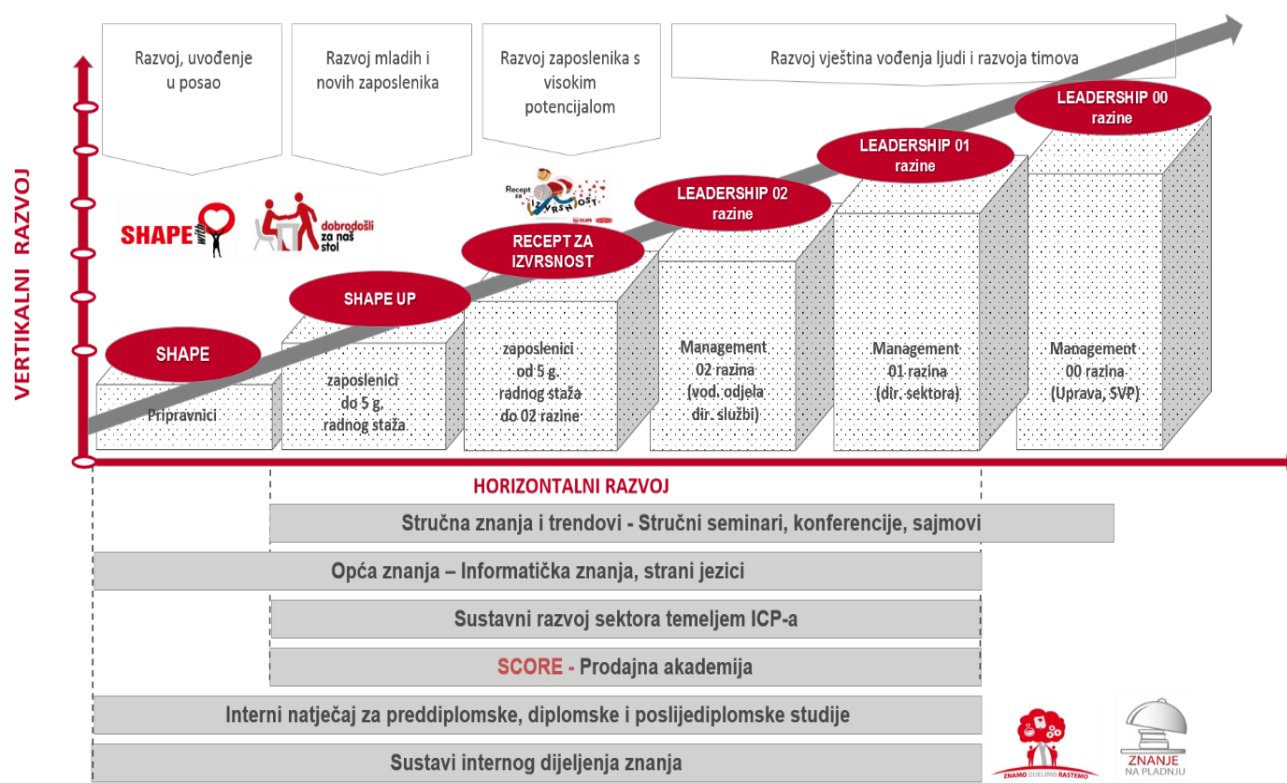 Razvoj, uvođenje
u posao
Razvoj mladih i
novih zaposlenika
Razvoj zaposlenika s
visokim
potencijalom
Razvoj vještina vođenja ljudi i razvoja timova
VERTIKALNI RAZVOJ
SHAPE with
dobrodošli
za naš
stol
Recept
za
IZVRSNOST
SHAPE
SHAPE UP
RECEPT ZA
IZVRSNOST
LEADERSHIP 02
razine
LEADERSHIP 01
razine
LEADERSHIP 00
razine
Pripravnici
zaposlenici
do 5 g.
radnog staža
zaposlenici
od 5 g.
radnog staža
do 02 razine
Management
02 razina
(vod. odjela
dir. službi)
Management
01 razina
(dir. sektora)
Management
00 razina
(Uprava, SVP)
HORIZONTALNI RAZVOJ
Stručna znanja i trendovi - Stručni seminari, konferencije, sajmovi
Opća znanja – Informatička znanja, strani jezici
Sustavni razvoj sektora temeljem ICP-a
SCORE - Prodajna akademija
Interni natječaj za preddiplomske, diplomske i poslijediplomske studije
Sustavi internog dijeljenja znanja
ZNAMO DIJELIMO RASTEMO
ZNANJE
NA PLADNJU